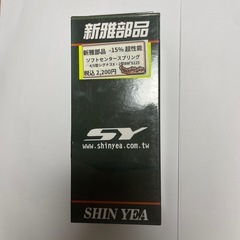 新雅部品
新雅部品 -15% 超性能
ソフトセンタースプリング
税込 2,200円
SY
www.shinyea.com.tw
SHIN YEA